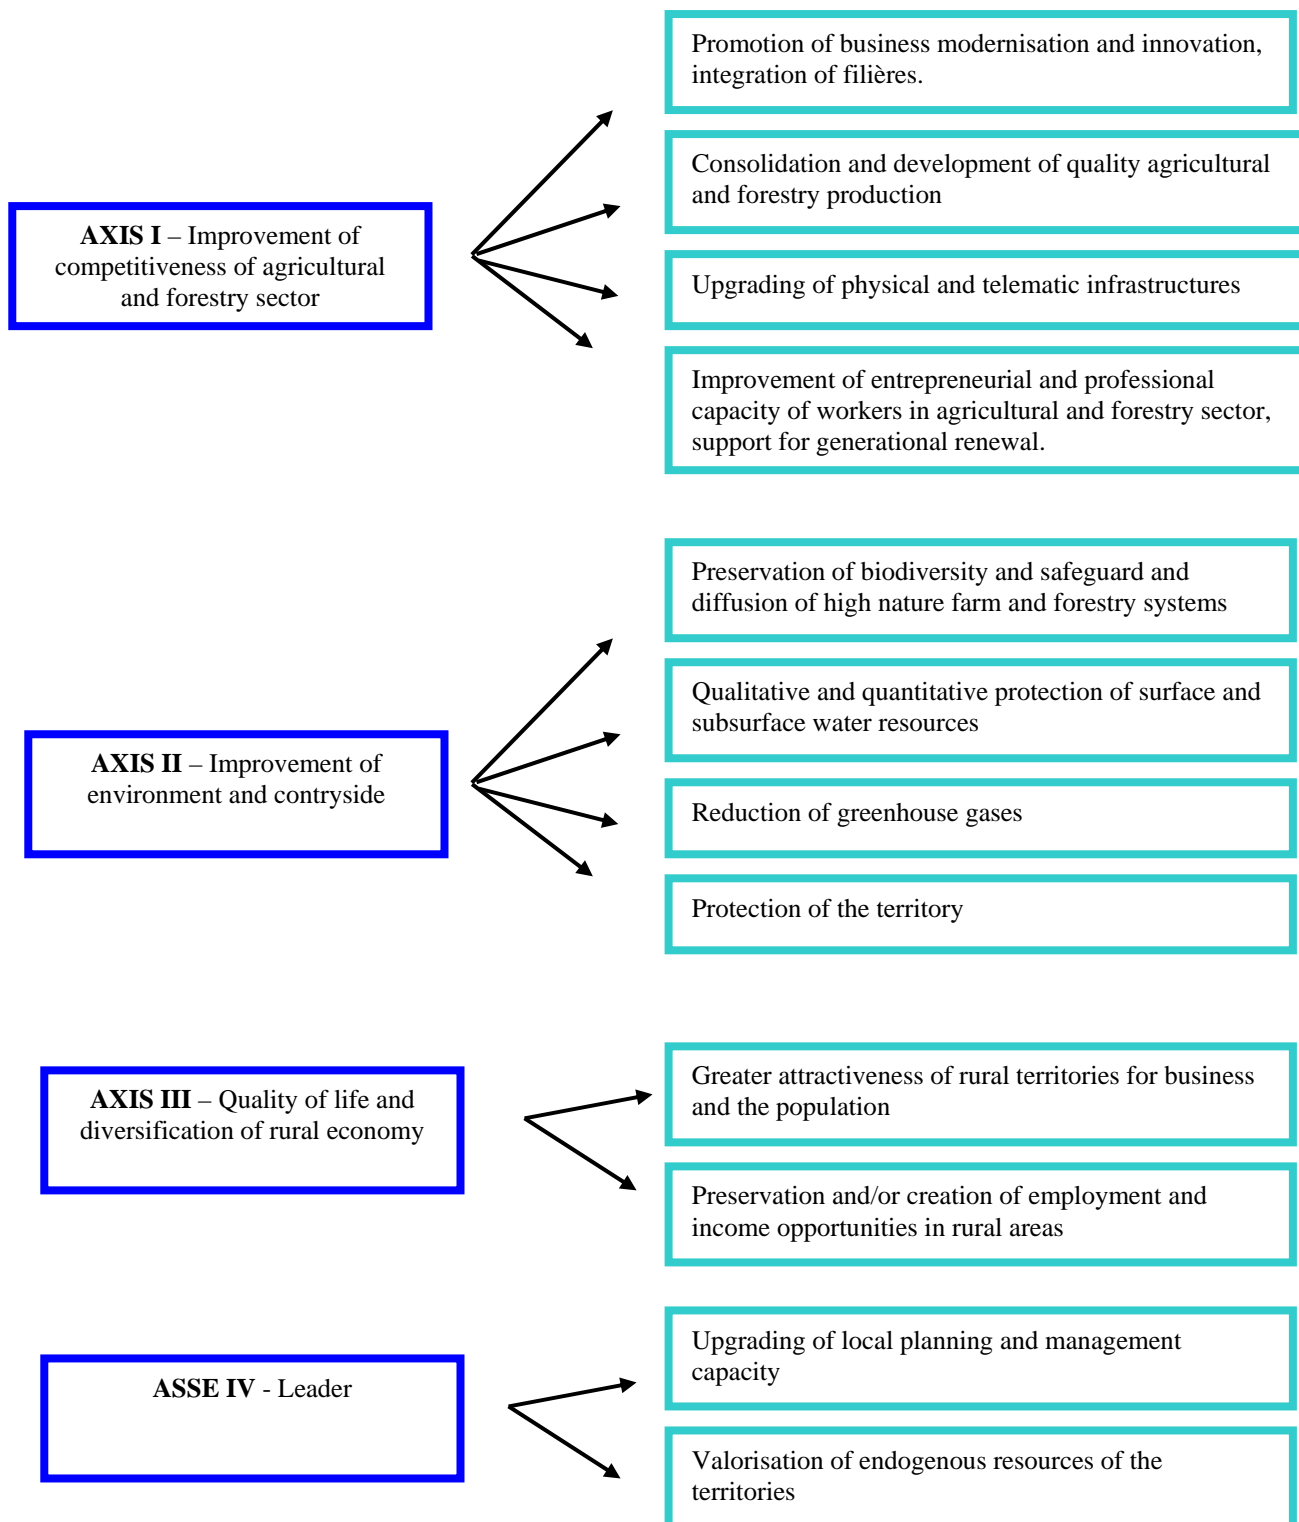 AXIS I – Improvement of
competitiveness of agricultural
and forestry sector
Promotion of business modernisation and innovation,
integration of filières.
Consolidation and development of quality agricultural
and forestry production
Upgrading of physical and telematic infrastructures
Improvement of entrepreneurial and professional
capacity of workers in agricultural and forestry sector,
support for generational renewal.
AXIS II – Improvement of
environment and contryside
Preservation of biodiversity and safeguard and
diffusion of high nature farm and forestry systems
Qualitative and quantitative protection of surface and
subsurface water resources
Reduction of greenhouse gases
Protection of the territory
AXIS III – Quality of life and
diversification of rural economy
Greater attractiveness of rural territories for business
and the population
Preservation and/or creation of employment and
income opportunities in rural areas
ASSE IV - Leader
Upgrading of local planning and management
capacity
Valorisation of endogenous resources of the
territories